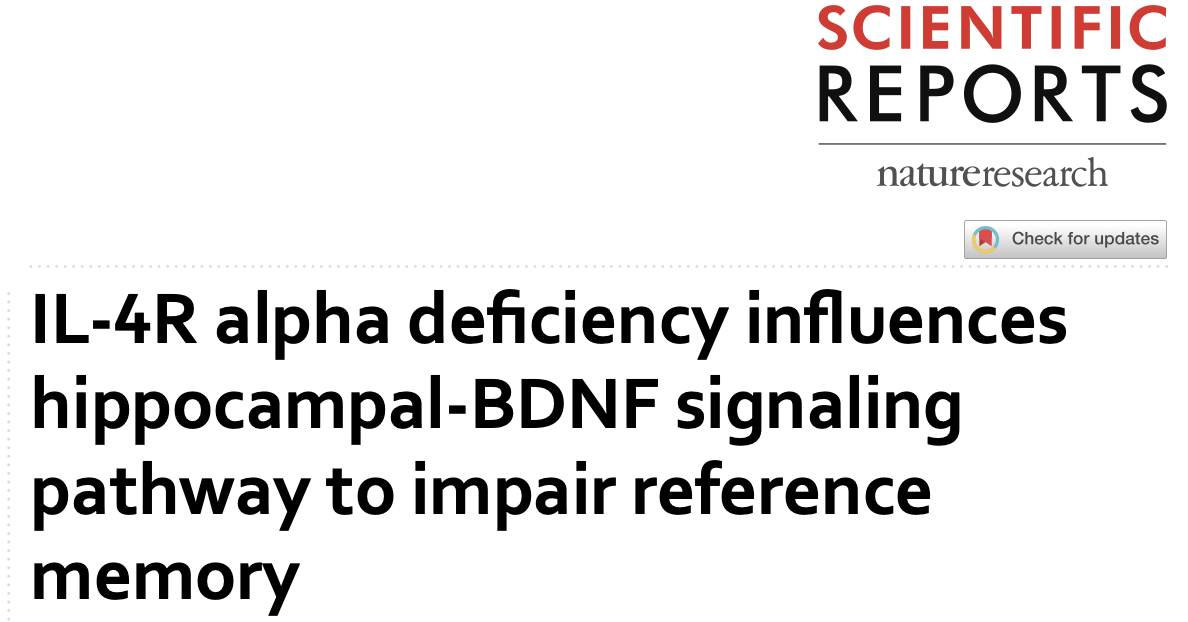 SCIENTIFIC
REPORTS
natureresearch
Check for updates
IL-4R alpha deficiency influences
hippocampal-BDNF signaling
pathway to impair reference
memory